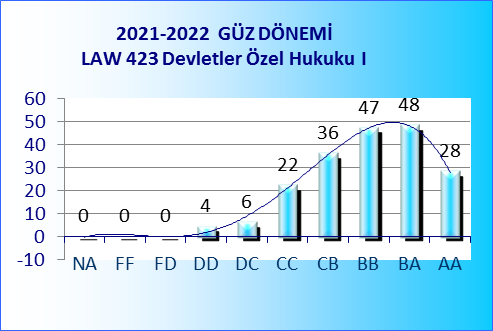 2021-2022 GÜZ DÖNEMİ
LAW 423 Devletler Özel Hukuku I
60
50
40
30
20
10
0
-10
0 0 0 4 6 22 36 47 48 28
NA FF FD DD DC CC CB BB BA AA